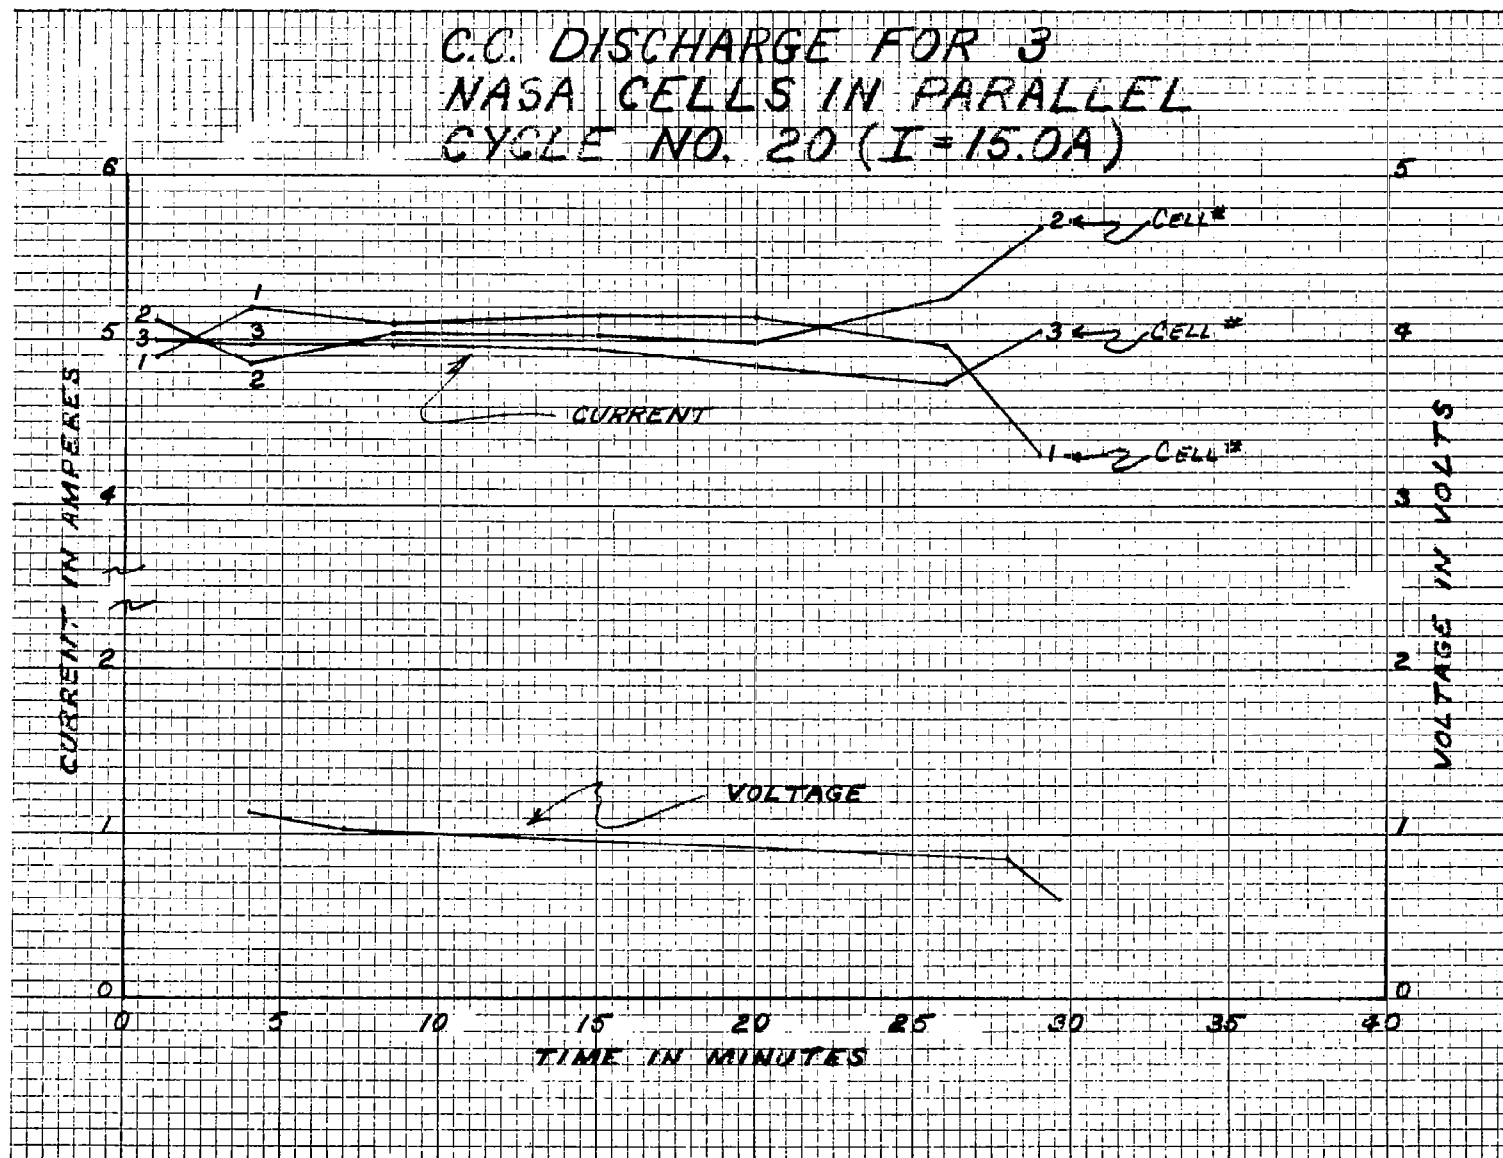 C.C. DISCHARGE FOR 3
NASA CELLS IN PARALLEL
CYCLE NO. 20 (I=15.0A)
6
5
2 CELL#
1
2
5
3
3
1
2
3 CELL#
4
CURRENT
1 CELL#
4
3
CURRENT IN AMPERES
VOLTAGE IN VOLTS
2
2
VOLTAGE
1
1
0
0
0 5 10 15 20 25 30 35 40
TIME IN MINUTES